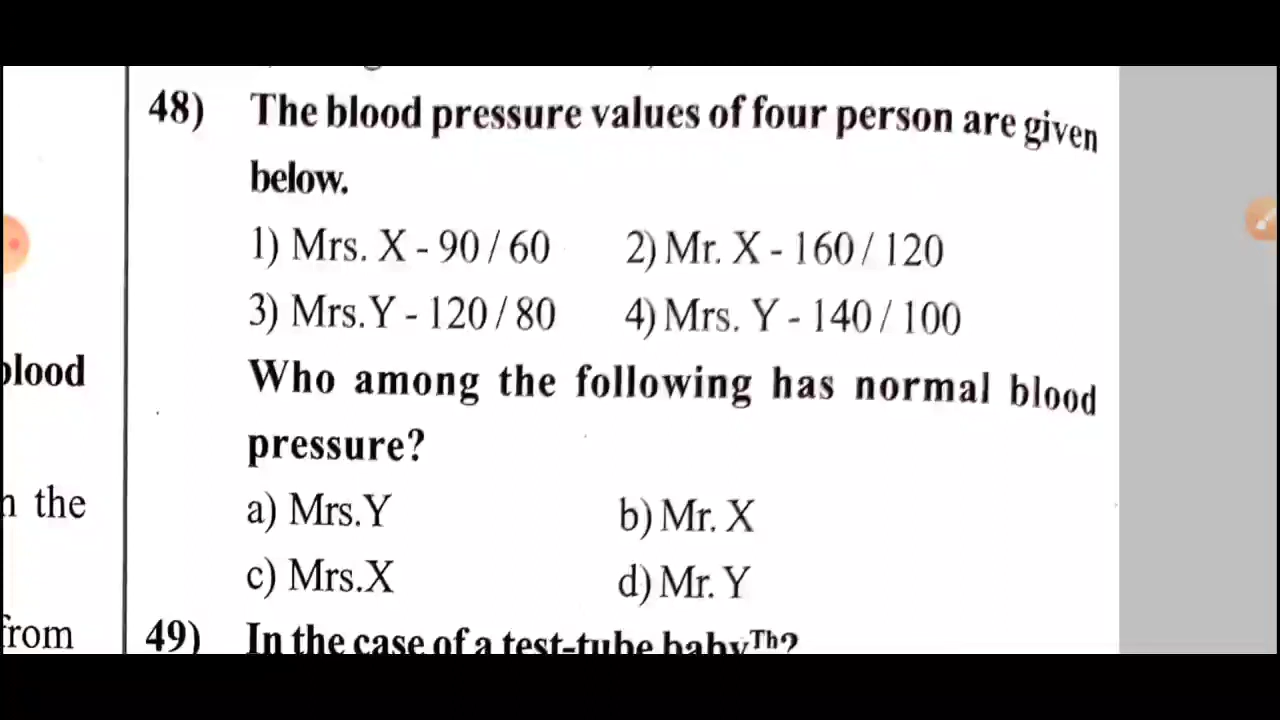 48) The blood pressure values of four person are given
below.
1) Mrs. X - 90 / 60 2) Mr. X - 160 / 120
3) Mrs.Y - 120 / 80 4) Mrs. Y - 140 / 100
blood
Who among the following has normal blood
pressure?
the
a) Mrs.Y b) Mr. X
c) Mrs.X d) Mr. Y
from
49) In the case of a test-tube baby Th?